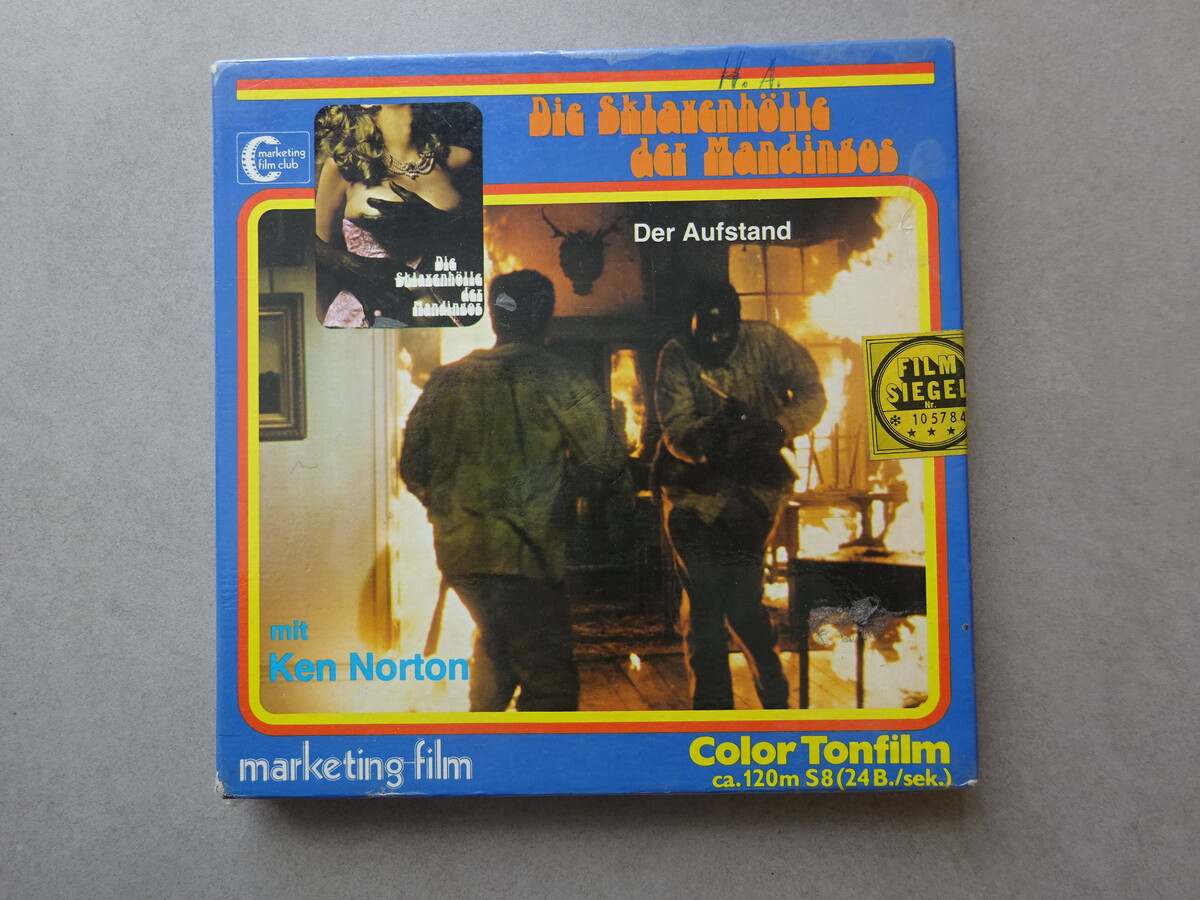 H. A.
Die Sklavenhölle
der Mandingos
marketing
film club
Die
Sklavenhölle
der
Mandingos
Der Aufstand
FILM
SIEGEL
Nr.
* 105784
★ ★ ★
mit
Ken Norton
marketing-film
Color Tonfilm
ca. 120m S8 (24 B./sek.)